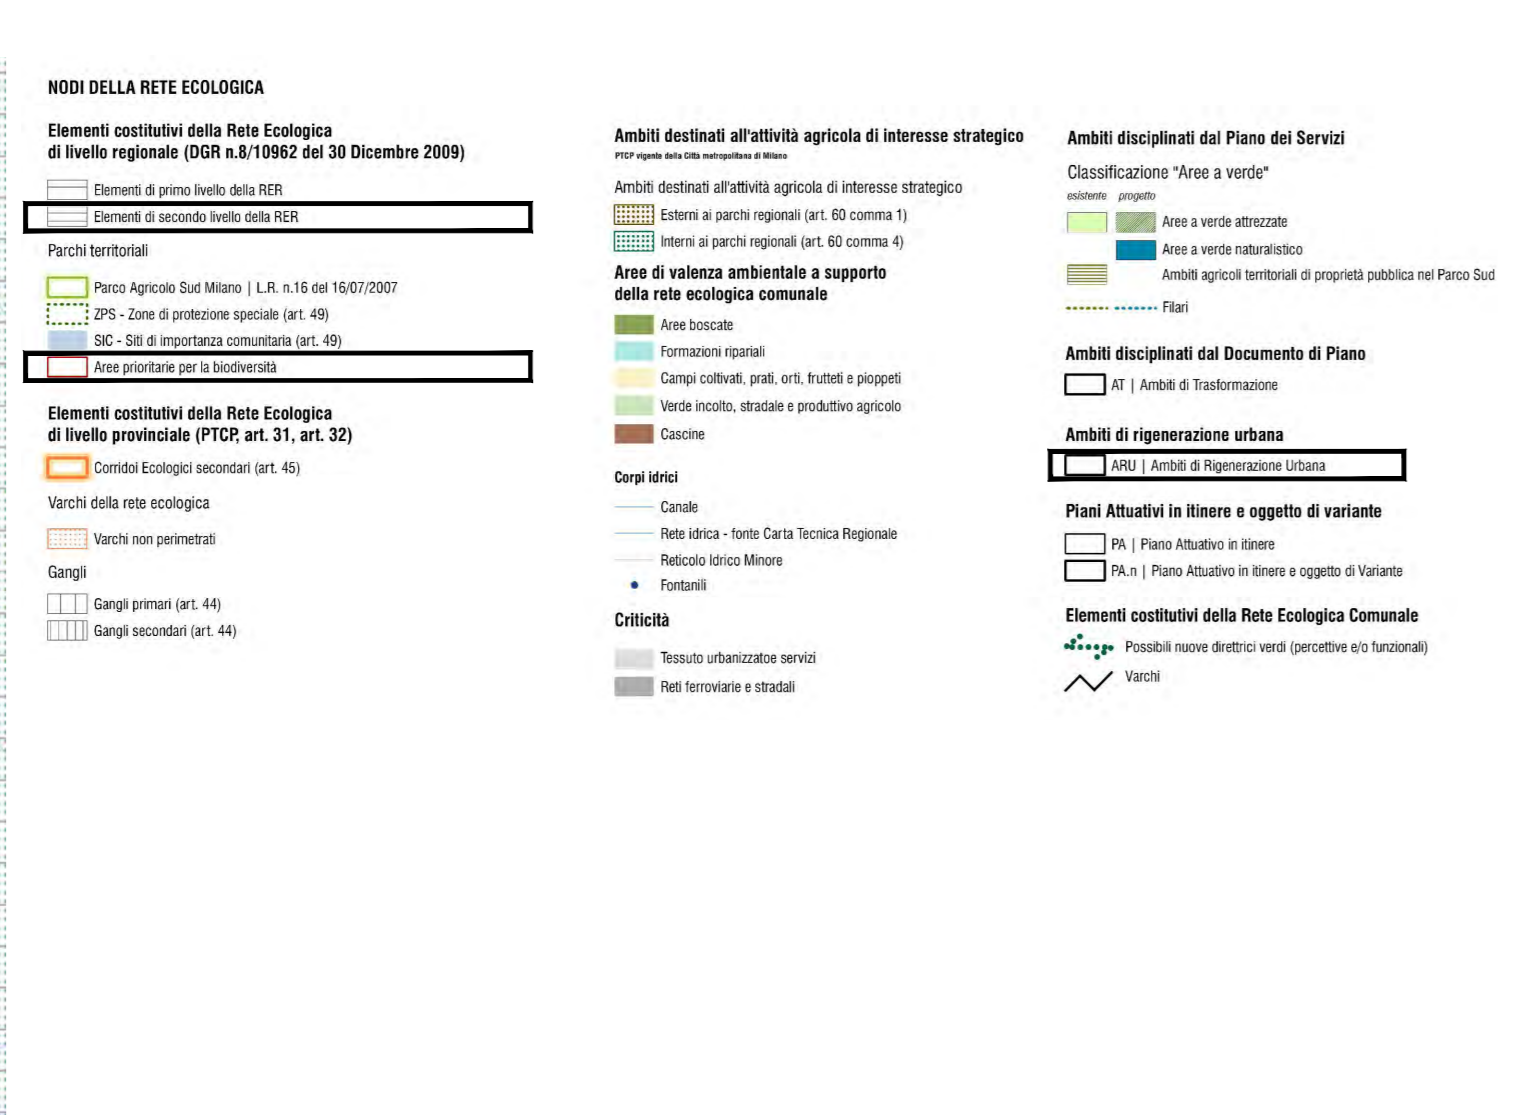 NODI DELLA RETE ECOLOGICA
Elementi costitutivi della Rete Ecologica
di livello regionale (DGR n.8/10962 del 30 Dicembre 2009)
Elementi di primo livello della RER
Elementi di secondo livello della RER
Parchi territoriali
Parco Agricolo Sud Milano | L.R. n.16 del 16/07/2007
ZPS - Zone di protezione speciale (art. 49)
SIC - Siti di importanza comunitaria (art. 49)
Aree prioritarie per la biodiversità
Elementi costitutivi della Rete Ecologica
di livello provinciale (PTCP, art. 31, art. 32)
Corridoi Ecologici secondari (art. 45)
Varchi della rete ecologica
Varchi non perimetrati
Gangli
Gangli primari (art. 44)
Gangli secondari (art. 44)
Ambiti destinati all'attività agricola di interesse strategico
PTCP vigente della Città metropolitana di Milano
Ambiti destinati all'attività agricola di interesse strategico
Esterni ai parchi regionali (art. 60 comma 1)
Interni ai parchi regionali (art. 60 comma 4)
Aree di valenza ambientale a supporto
della rete ecologica comunale
Aree boscate
Formazioni ripariali
Campi coltivati, prati, orti, frutteti e pioppeti
Verde incolto, stradale e produttivo agricolo
Cascine
Corpi idrici
Canale
Rete idrica - fonte Carta Tecnica Regionale
Reticolo Idrico Minore
Fontanili
Criticità
Tessuto urbanizzatoe servizi
Reti ferroviarie e stradali
Ambiti disciplinati dal Piano dei Servizi
Classificazione "Aree a verde"
esistente progetto
Aree a verde attrezzate
Aree a verde naturalistico
Ambiti agricoli territoriali di proprietà pubblica nel Parco Sud
Filari
Ambiti disciplinati dal Documento di Piano
AT | Ambiti di Trasformazione
Ambiti di rigenerazione urbana
ARU | Ambiti di Rigenerazione Urbana
Piani Attuativi in itinere e oggetto di variante
PA | Piano Attuativo in itinere
PA.n | Piano Attuativo in itinere e oggetto di Variante
Elementi costitutivi della Rete Ecologica Comunale
Possibili nuove direttrici verdi (percettive e/o funzionali)
Varchi